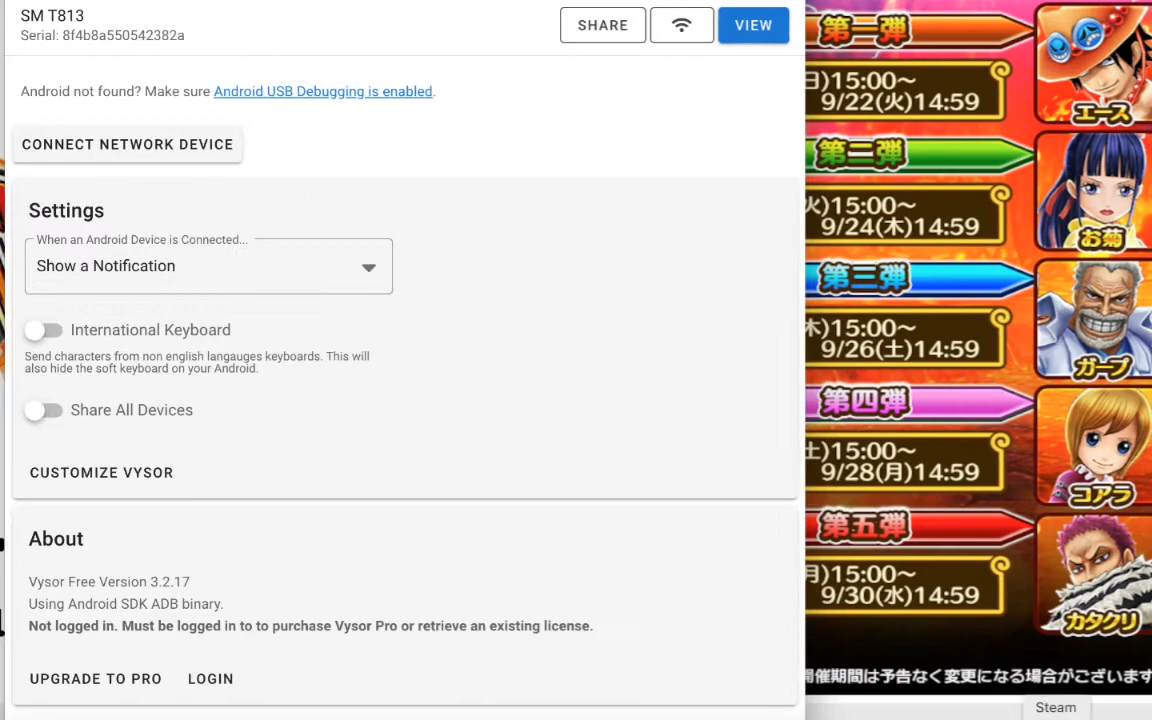 SM T813
Serial: 8f4b8a550542382a
SHARE
VIEW
Android not found? Make sure Android USB Debugging is enabled.
CONNECT NETWORK DEVICE
Settings
When an Android Device is Connected...
Show a Notification
International Keyboard
Send characters from non english langauges keyboards. This will
also hide the soft keyboard on your Android.
Share All Devices
CUSTOMIZE VYSOR
About
Vysor Free Version 3.2.17
Using Android SDK ADB binary.
Not logged in. Must be logged in to to purchase Vysor Pro or retrieve an existing license.
UPGRADE TO PRO
LOGIN
第一弾
日)15:00〜
9/22(火)14:59
エース
第二弾
火)15:00〜
9/24(木)14:59
お菊
第三弾
木)15:00〜
9/26(土)14:59
ガープ
第四弾
土)15:00〜
9/28(月)14:59
コアラ
第五弾
月)15:00〜
9/30(水)14:59
カタクリ
開催期間は予告なく変更になる場合がございます
Steam